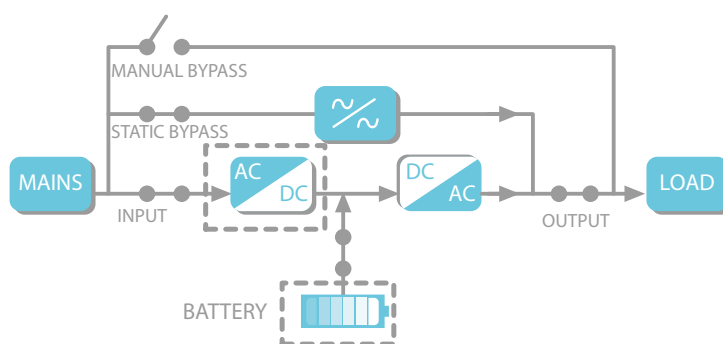 MANUAL BYPASS
STATIC BYPASS
MAINS
AC
DC
DC
AC
LOAD
INPUT
OUTPUT
BATTERY